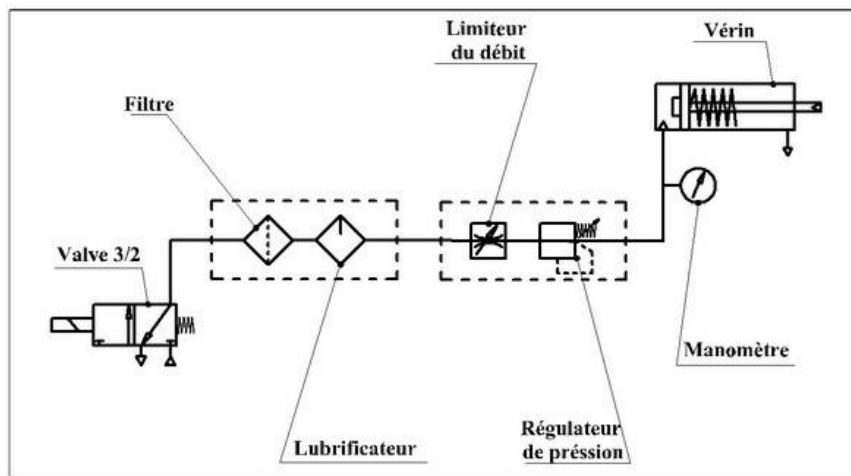 Limiteur
du débit
Vérin
Filtre
Valve 3/2
Manomètre
Lubrificateur
Régulateur
de préssion